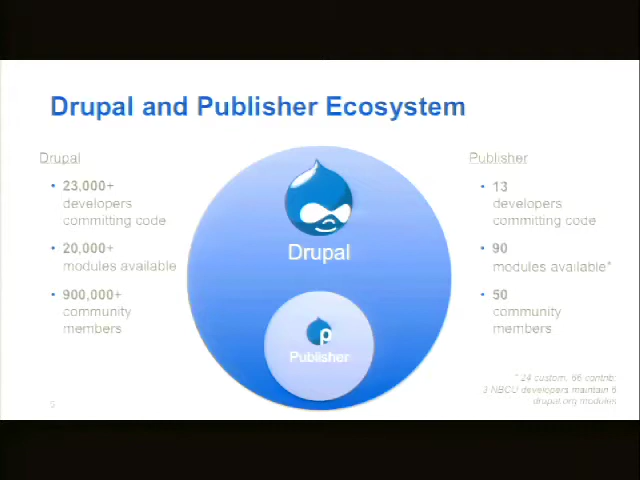 Drupal and Publisher Ecosystem
Drupal
• 23,000+
developers
committing code
• 20,000+
modules available
• 900,000+
community
members
Drupal
p
Publisher
Publisher
• 13
developers
committing code
• 90
modules available*
• 50
community
members
* 24 custom, 66 contrib;
3 NBCU developers maintain 6
drupal.org modules